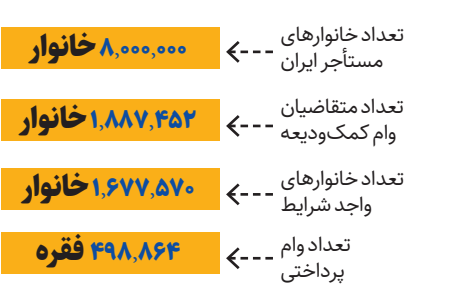 تعداد خانوارهای
مستأجر ایران
۸,۰۰۰,۰۰۰ خانوار
تعداد متقاضیان
وام کمک‌ودیعه
۱,۸۸۷,۴۵۲ خانوار
تعداد خانوارهای
واجد شرایط
۱,۶۷۷,۵۷۰ خانوار
تعداد وام
پرداختی
۴۹۸,۸۶۴ فقره